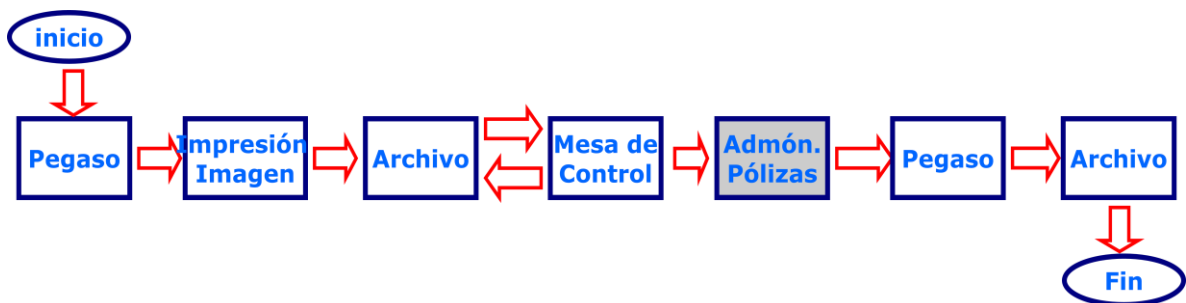 inicio
Pegaso
Impresión
Imagen
Archivo
Mesa de
Control
Admón.
Pólizas
Pegaso
Archivo
Fin